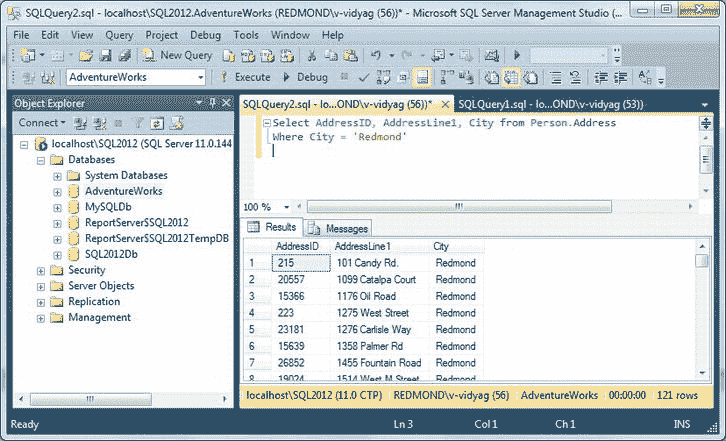 SQLQuery2.sql - localhost\SQL2012.AdventureWorks (REDMOND\v-vidyag (56))* - Microsoft SQL Server Management Studio (...
File Edit View Query Project Debug Tools Window Help
New Query
AdventureWorks Execute Debug
Object Explorer
Connect
localhost\SQL2012 (SQL Server 11.0.144
Databases
System Databases
AdventureWorks
MySQLDb
ReportServer$SQL2012
ReportServer$SQL2012TempDB
SQL2012Db
Security
Server Objects
Replication
Management
SQLQuery2.sql - lo...OND\v-vidyag (56))* SQLQuery1.sql - lo...OND\v-vidyag (53))
Select AddressID, AddressLine1, City from Person.Address
Where City = 'Redmond'
100 %
Results Messages
AddressID AddressLine1 City
1 215 101 Candy Rd. Redmond
2 20557 1099 Catalpa Court Redmond
3 15366 1176 Oil Road Redmond
4 223 1275 West Street Redmond
5 23181 1276 Carlisle Way Redmond
6 15639 1358 Palmer Rd Redmond
7 26852 1455 Fountain Road Redmond
8 19024 1514 West M Street Redmond
localhost\SQL2012 (11.0 CTP) REDMOND\v-vidyag (56) AdventureWorks 00:00:00 121 rows
Ready Ln 3 Col 1 Ch 1 INS